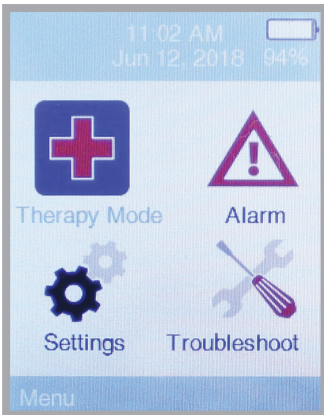 11:02 AM
Jun 12, 2018 94%
Therapy Mode
Alarm
Settings
Troubleshoot
Menu